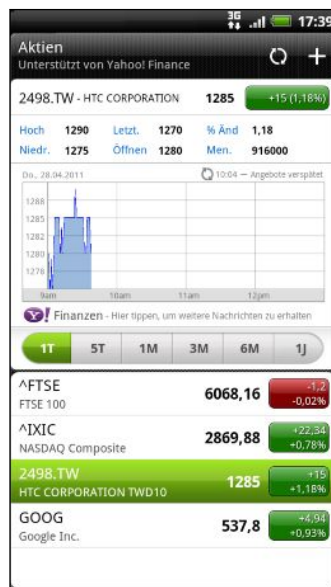 3G 17:39
Aktien
Unterstützt von Yahoo! Finance
2498.TW - HTC CORPORATION 1285 +15 (1,18%)
Hoch 1290 Letzt. 1270 % Änd 1,18
Niedr. 1275 Öffnen 1280 Men. 916000
Do., 28.04.2011 10:04 — Angebote verspätet
1288
1285
1282
1280
1278
9am 10am 11am 12pm
Y! Finanzen - Hier tippen, um weitere Nachrichten zu erhalten
1T 5T 1M 3M 6M 1J
^FTSE 6068,16 -1,2
FTSE 100 -0,02%
^IXIC 2869,88 +22,34
NASDAQ Composite +0,78%
2498.TW 1285 +15
HTC CORPORATION TWD10 +1,18%
GOOG 537,8 +4,94
Google Inc. +0,93%